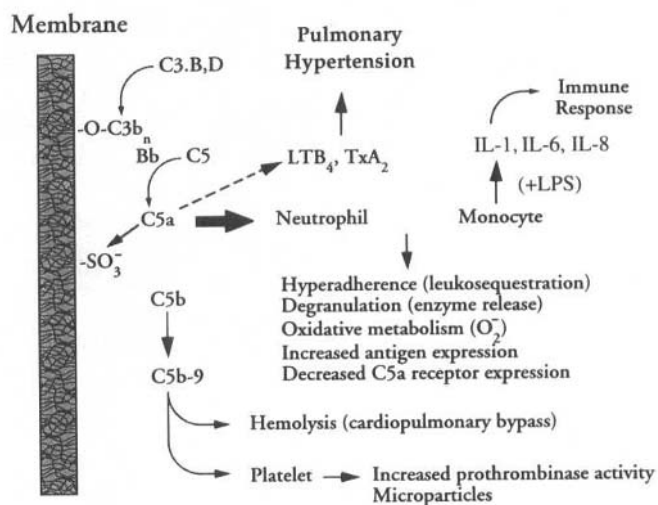 Membrane
C3.B,D
-O-C3b
n
Bb
C5
C5a
-SO3-
C5b
C5b-9
Pulmonary
Hypertension
LTB4, TxA2
Neutrophil
Immune
Response
IL-1, IL-6, IL-8
(+LPS)
Monocyte
Hyperadherence (leukosequestration)
Degranulation (enzyme release)
Oxidative metabolism (O2-)
Increased antigen expression
Decreased C5a receptor expression
Hemolysis (cardiopulmonary bypass)
Platelet
Increased prothrombinase activity
Microparticles